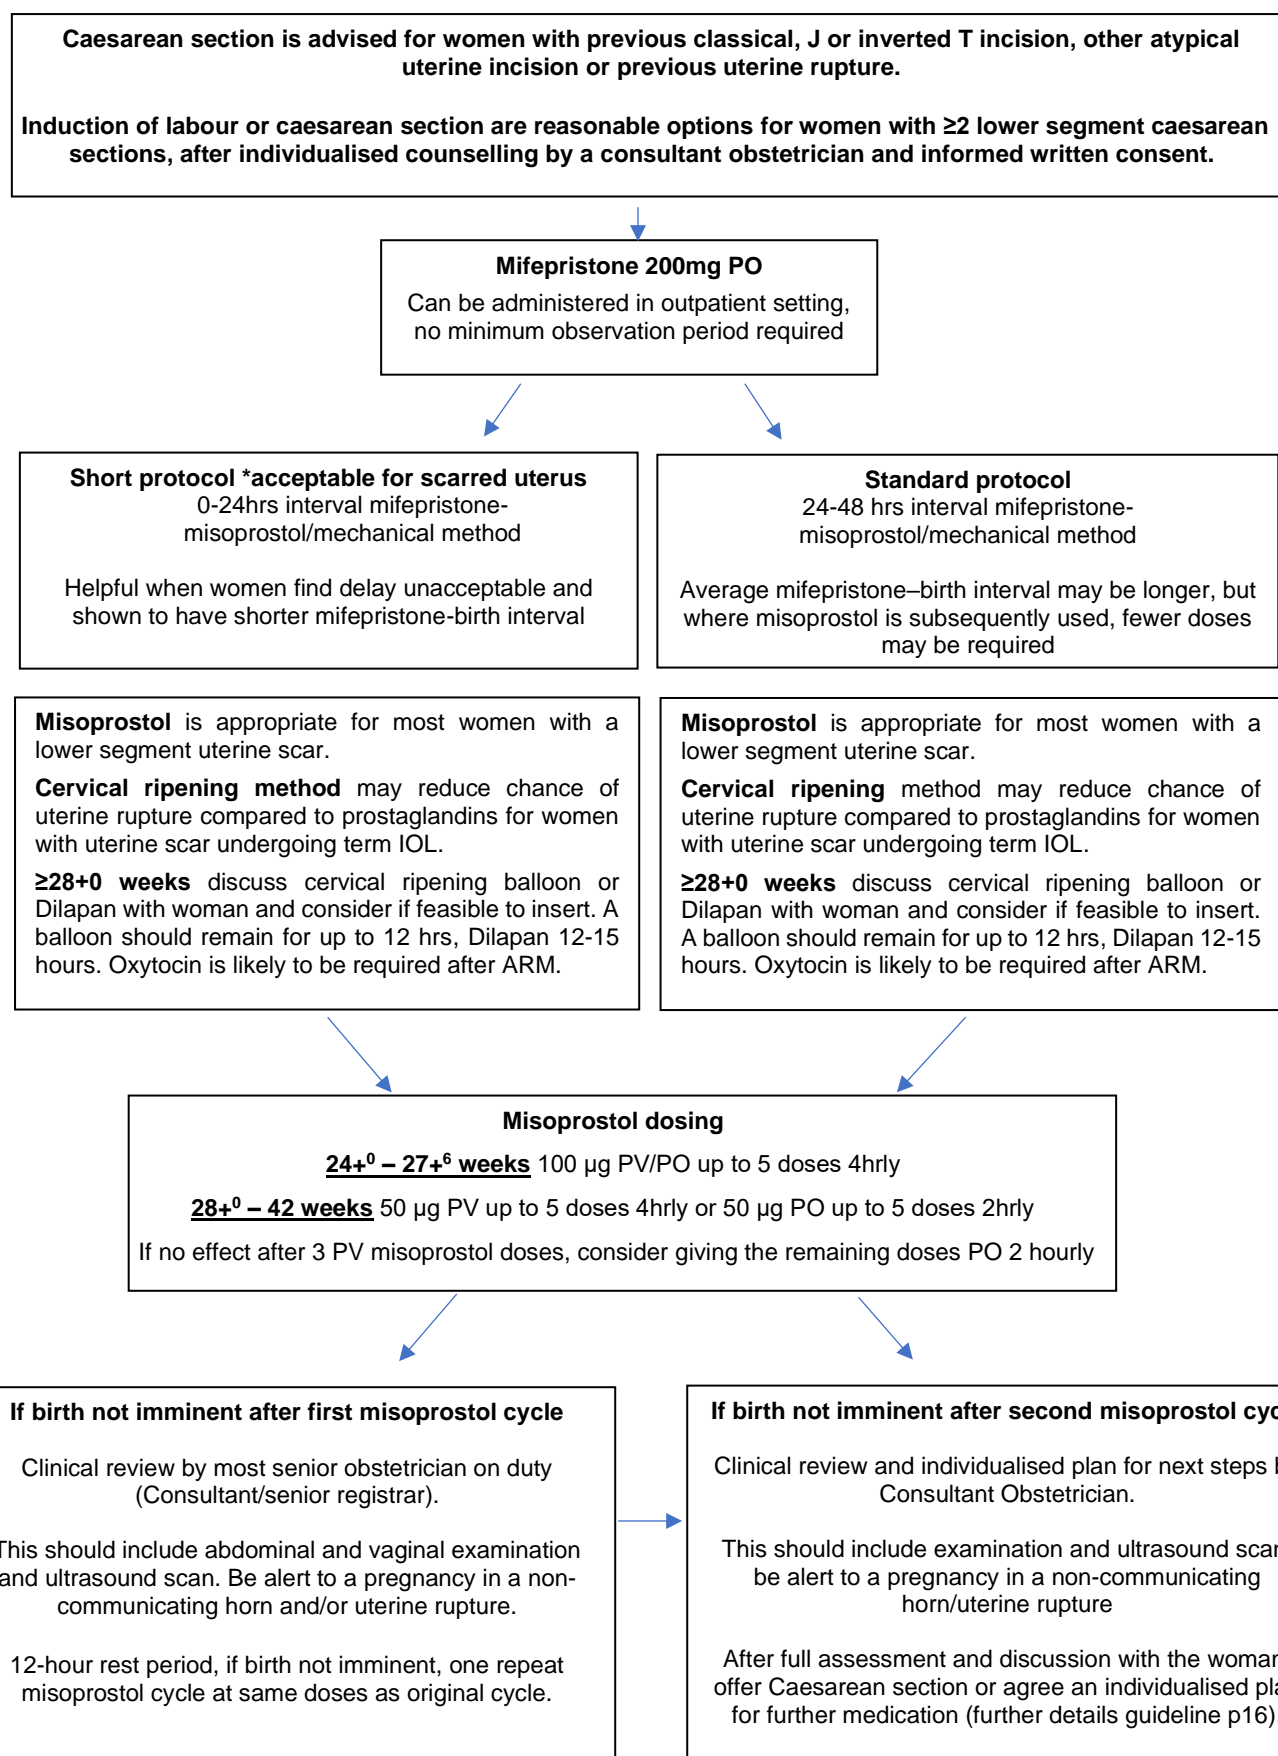 Caesarean section is advised for women with previous classical, J or inverted T incision, other atypical
uterine incision or previous uterine rupture.
Induction of labour or caesarean section are reasonable options for women with ≥2 lower segment caesarean
sections, after individualised counselling by a consultant obstetrician and informed written consent.
Mifepristone 200mg PO
Can be administered in outpatient setting,
no minimum observation period required
Short protocol *acceptable for scarred uterus
0-24hrs interval mifepristone-
misoprostol/mechanical method
Helpful when women find delay unacceptable and
shown to have shorter mifepristone-birth interval
Standard protocol
24-48 hrs interval mifepristone-
misoprostol/mechanical method
Average mifepristone–birth interval may be longer, but
where misoprostol is subsequently used, fewer doses
may be required
Misoprostol is appropriate for most women with a
lower segment uterine scar.
Cervical ripening method may reduce chance of
uterine rupture compared to prostaglandins for women
with uterine scar undergoing term IOL.
≥28+0 weeks discuss cervical ripening balloon or
Dilapan with woman and consider if feasible to insert. A
balloon should remain for up to 12 hrs, Dilapan 12-15
hours. Oxytocin is likely to be required after ARM.
Misoprostol is appropriate for most women with a
lower segment uterine scar.
Cervical ripening method may reduce chance of
uterine rupture compared to prostaglandins for women
with uterine scar undergoing term IOL.
≥28+0 weeks discuss cervical ripening balloon or
Dilapan with woman and consider if feasible to insert.
A balloon should remain for up to 12 hrs, Dilapan 12-15
hours. Oxytocin is likely to be required after ARM.
Misoprostol dosing
24+⁰ – 27+⁶ weeks 100 µg PV/PO up to 5 doses 4hrly
28+⁰ – 42 weeks 50 µg PV up to 5 doses 4hrly or 50 µg PO up to 5 doses 2hrly
If no effect after 3 PV misoprostol doses, consider giving the remaining doses PO 2 hourly
If birth not imminent after first misoprostol cycle
Clinical review by most senior obstetrician on duty
(Consultant/senior registrar).
This should include abdominal and vaginal examination
and ultrasound scan. Be alert to a pregnancy in a non-
communicating horn and/or uterine rupture.
12-hour rest period, if birth not imminent, one repeat
misoprostol cycle at same doses as original cycle.
If birth not imminent after second misoprostol
Clinical review and individualised plan for next steps
Consultant Obstetrician.
This should include examination and ultrasound scan
be alert to a pregnancy in a non-communicating
horn/uterine rupture
After full assessment and discussion with the woman
offer Caesarean section or agree an individualised
for further medication (further details guideline p16)